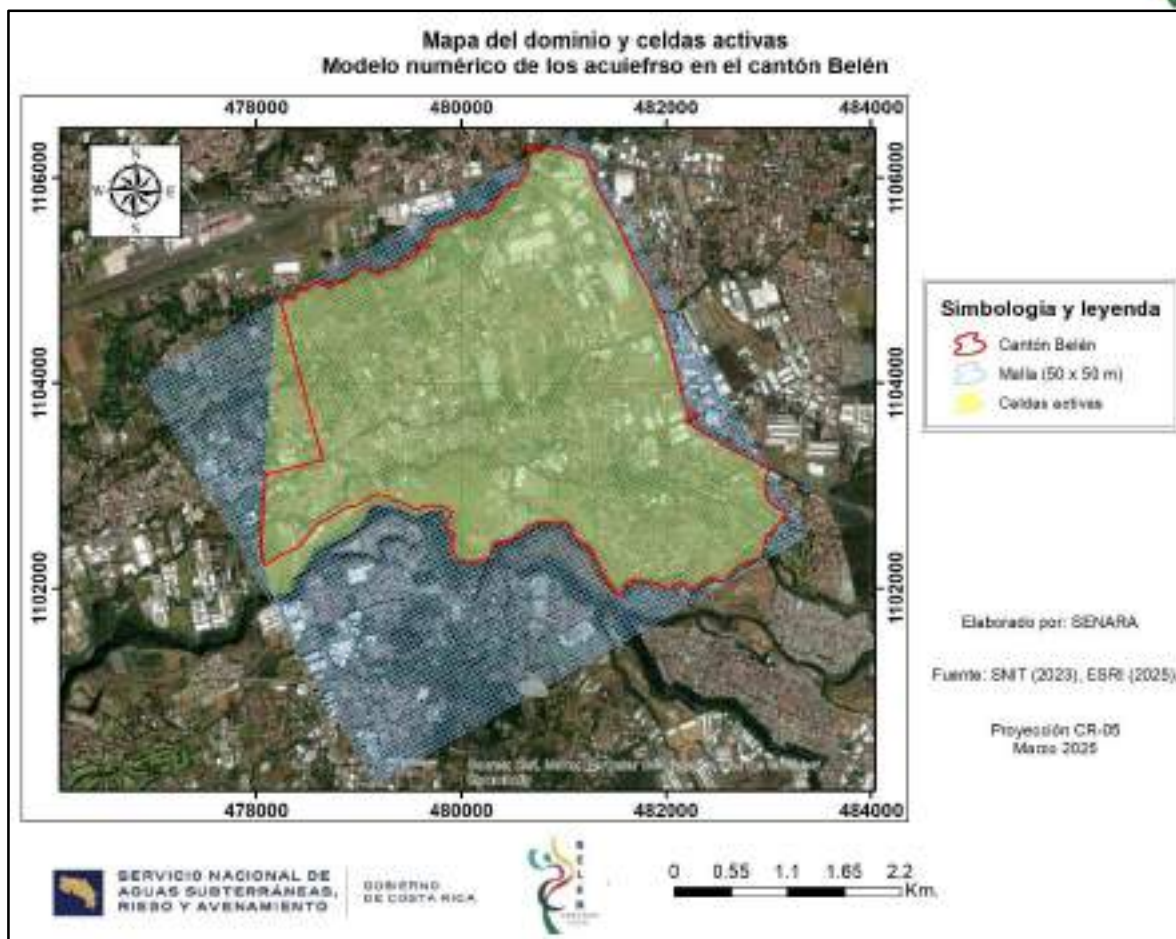 Mapa del dominio y celdas activas
Modelo numérico de los acuiefrso en el cantón Belén
478000 480000 482000 484000
1106000 1106000
1104000 1104000
1102000 1102000
N
W E
S
478000 480000 482000 484000
Simbología y leyenda
Cantón Belén
Malla (50 x 50 m)
Celdas activas
Elaborado por: SENARA
Fuente: SNIT (2023), ESRI (2025)
Proyección CR-05
Marzo 2025
SERVICIO NACIONAL DE
AGUAS SUBTERRÁNEAS,
RIEGO Y AVENAMIENTO
GOBIERNO
DE COSTA RICA
BELÉN
0 0.55 1.1 1.65 2.2
Km.